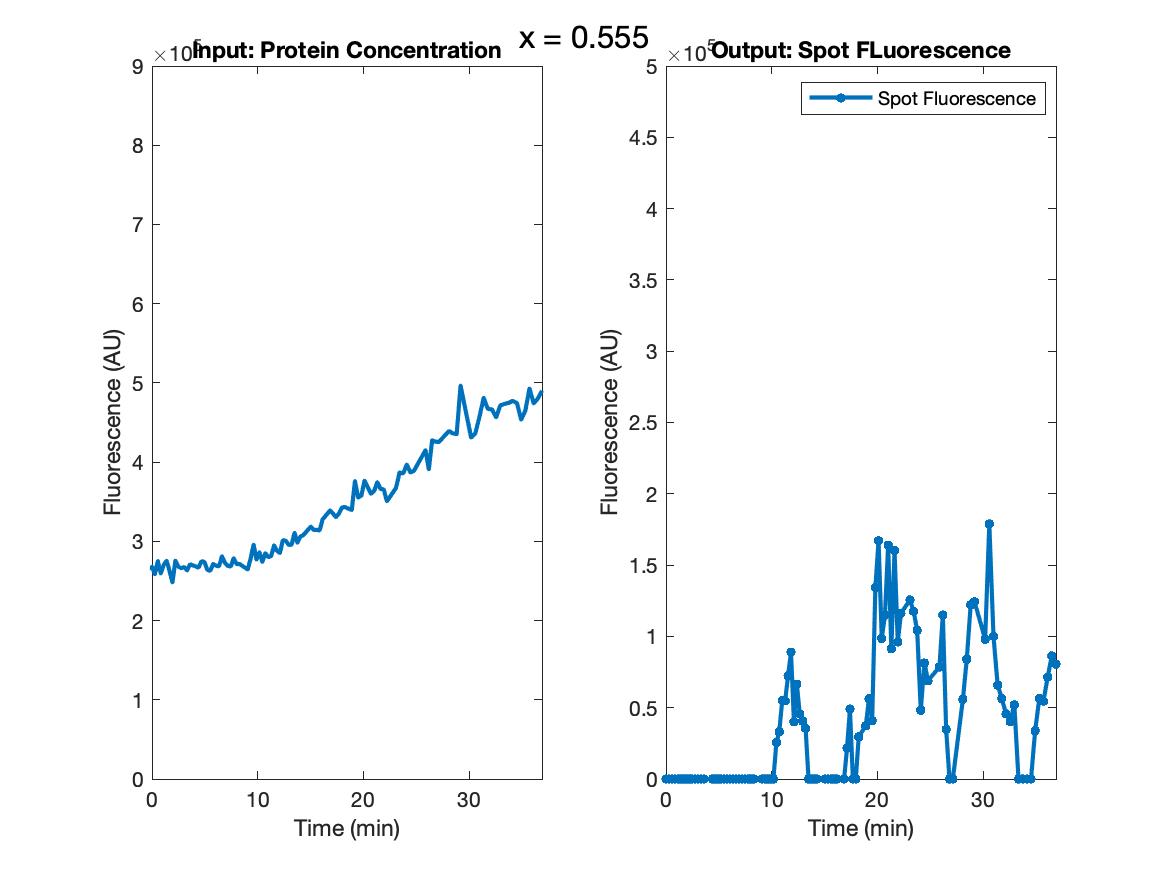 x = 0.555
×10⁵
Input: Protein Concentration
×10⁵
Output: Spot FLuorescence
Spot Fluorescence
Fluorescence (AU)
9
8
7
6
5
4
3
2
1
0
0 10 20 30
Time (min)
Fluorescence (AU)
5
4.5
4
3.5
3
2.5
2
1.5
1
0.5
0
0 10 20 30
Time (min)